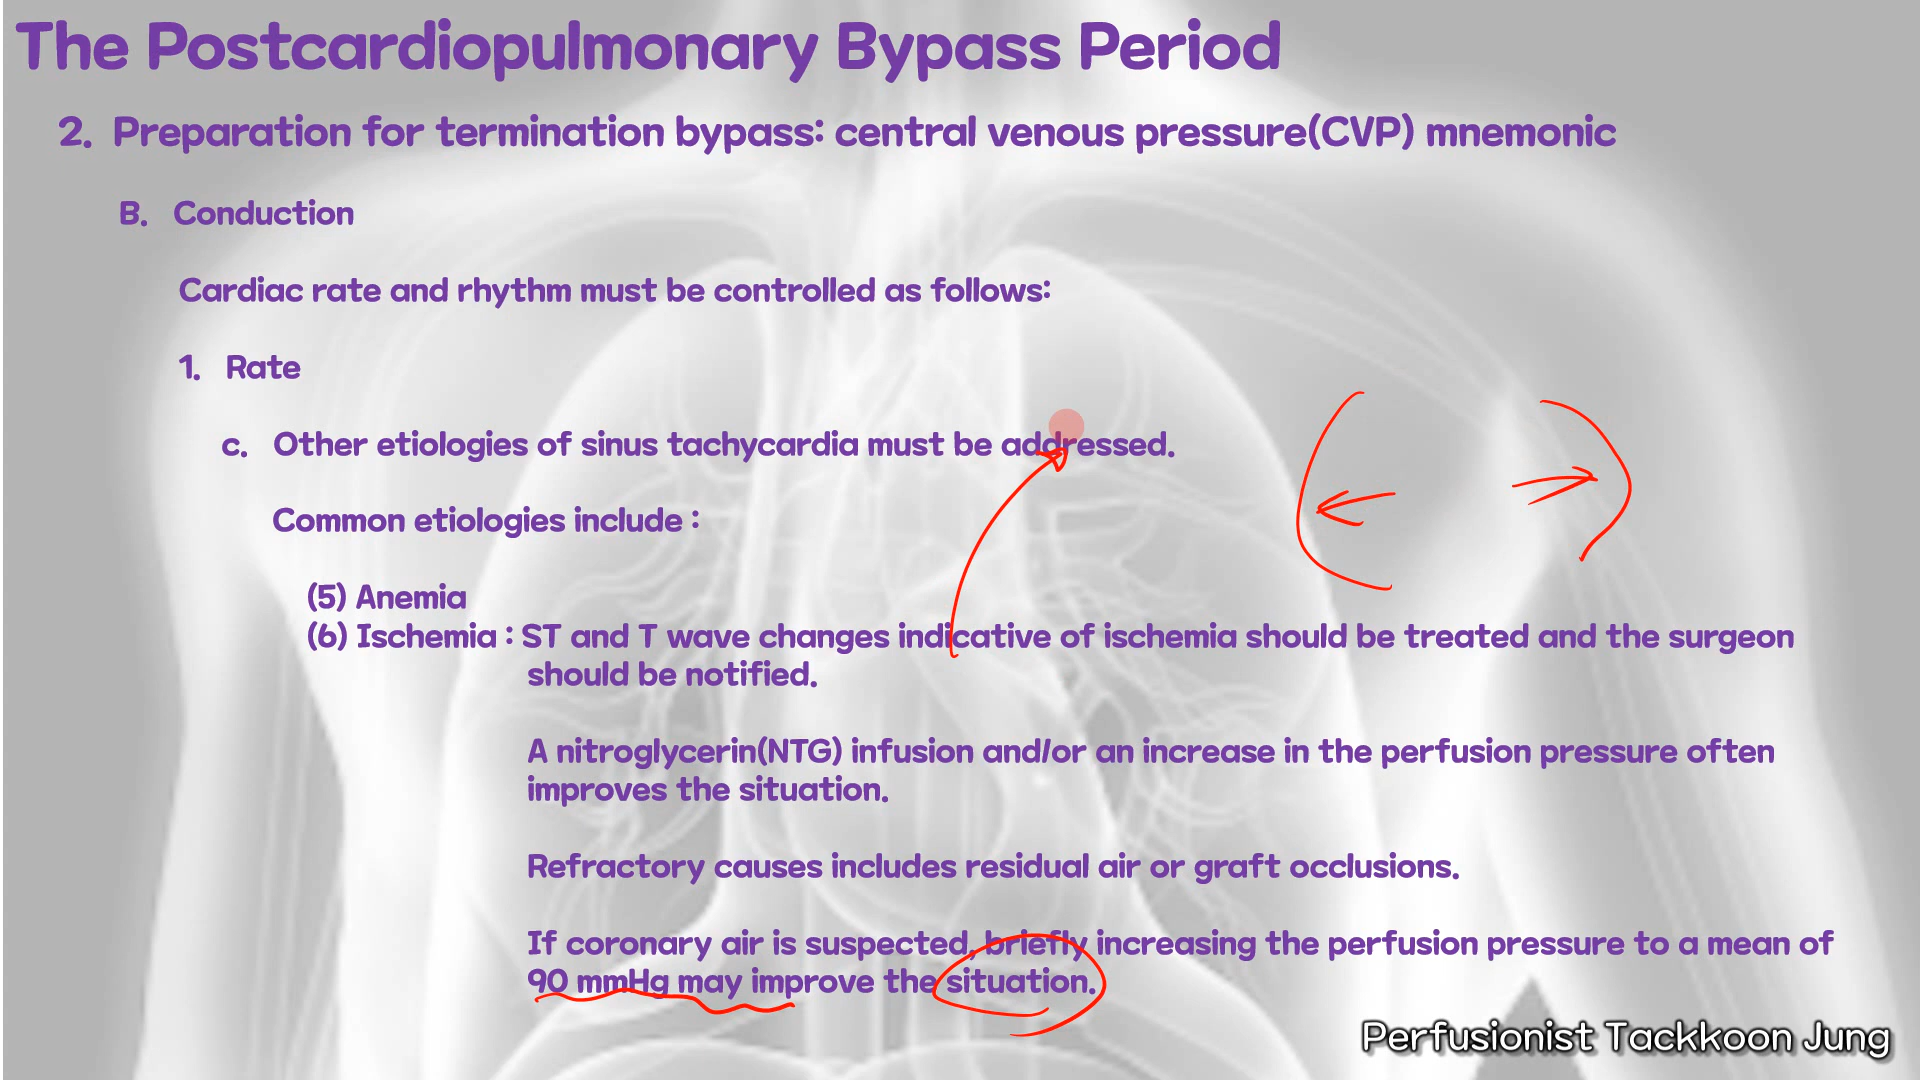 The Postcardiopulmonary Bypass Period
2. Preparation for termination bypass: central venous pressure(CVP) mnemonic
B. Conduction
Cardiac rate and rhythm must be controlled as follows:
1. Rate
c. Other etiologies of sinus tachycardia must be addressed.
Common etiologies include :
(5) Anemia
(6) Ischemia : ST and T wave changes indicative of ischemia should be treated and the surgeon
should be notified.
A nitroglycerin(NTG) infusion and/or an increase in the perfusion pressure often
improves the situation.
Refractory causes includes residual air or graft occlusions.
If coronary air is suspected, briefly increasing the perfusion pressure to a mean of
90 mmHg may improve the situation.
Perfusionist Tackkoon Jung